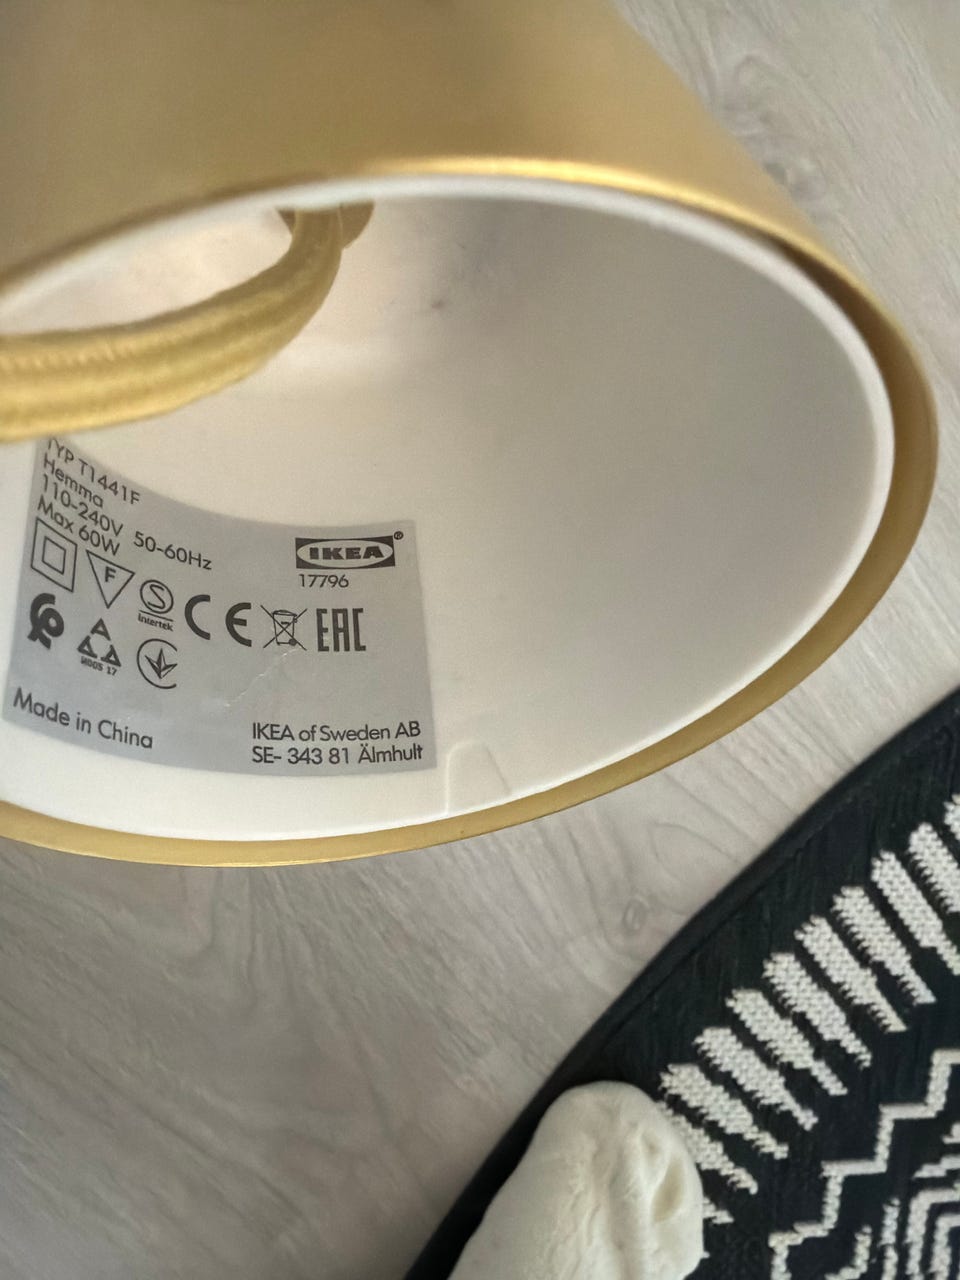 TYP T1441F
Hemma
110-240V 50-60Hz
Max 60W
IKEA®
17796
F
S
Intertek
CE
EAC
Made in China
IKEA of Sweden AB
SE- 343 81 Älmhult